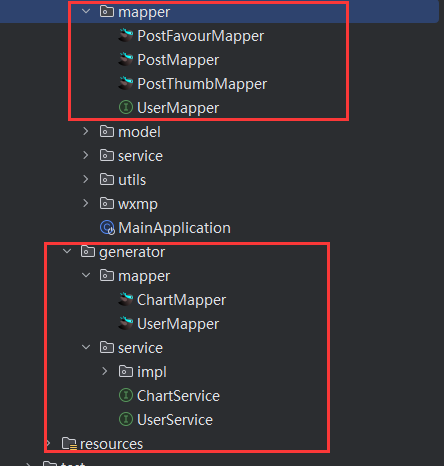 mapper
PostFavourMapper
PostMapper
PostThumbMapper
UserMapper
model
service
utils
wxmp
MainApplication
generator
mapper
ChartMapper
UserMapper
service
impl
ChartService
UserService
resources